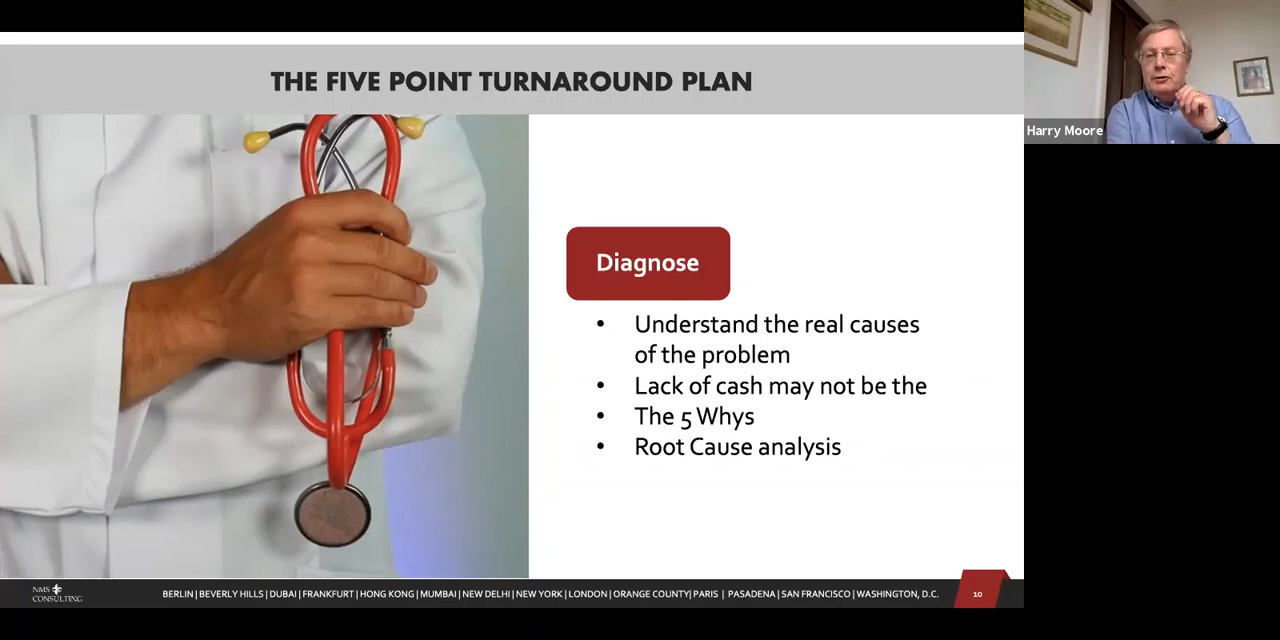 THE FIVE POINT TURNAROUND PLAN
Harry Moore
Diagnose
• Understand the real causes
of the problem
• Lack of cash may not be the
• The 5 Whys
• Root Cause analysis
NMS
CONSULTING
BERLIN | BEVERLY HILLS | DUBAI | FRANKFURT | HONG KONG | MUMBAI | NEW DELHI | NEW YORK | LONDON | ORANGE COUNTY| PARIS | PASADENA | SAN FRANCISCO | WASHINGTON, D.C.
10